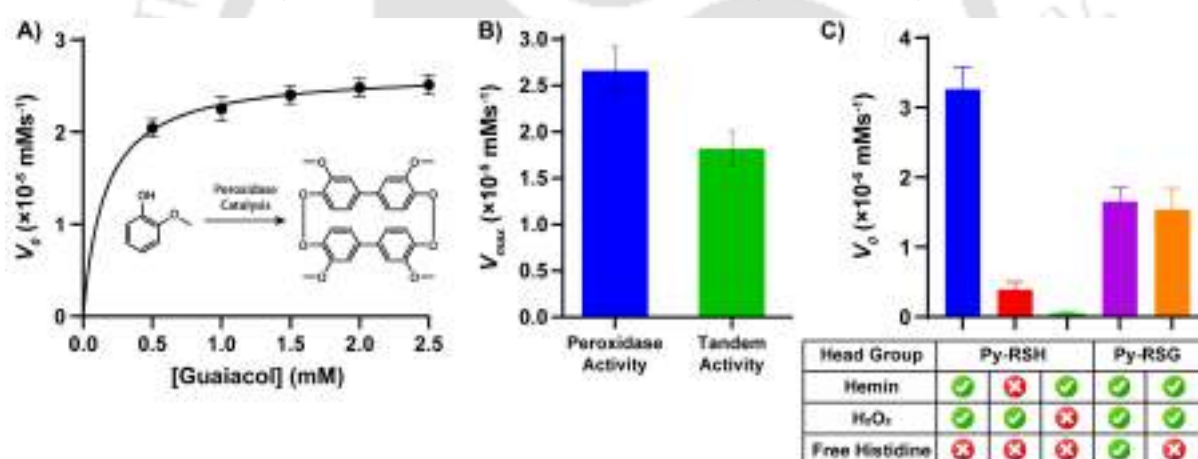 A)
3
2
1
0
V₀ (×10⁻⁵ mMs⁻¹)
OH
O
Peroxidase
Catalysis
O O
O O
O O
O O
0.0 0.5 1.0 1.5 2.0 2.5
[Guaiacol] (mM)
B)
3.0
2.5
2.0
1.5
1.0
0.5
0.0
Vmax (×10⁻⁵ mMs⁻¹)
Peroxidase
Activity
Tandem
Activity
C)
4
3
2
1
0
V₀ (×10⁻⁵ mMs⁻¹)
Head Group Py-RSH Py-RSG
Hemin
H₂O₂
Free Histidine